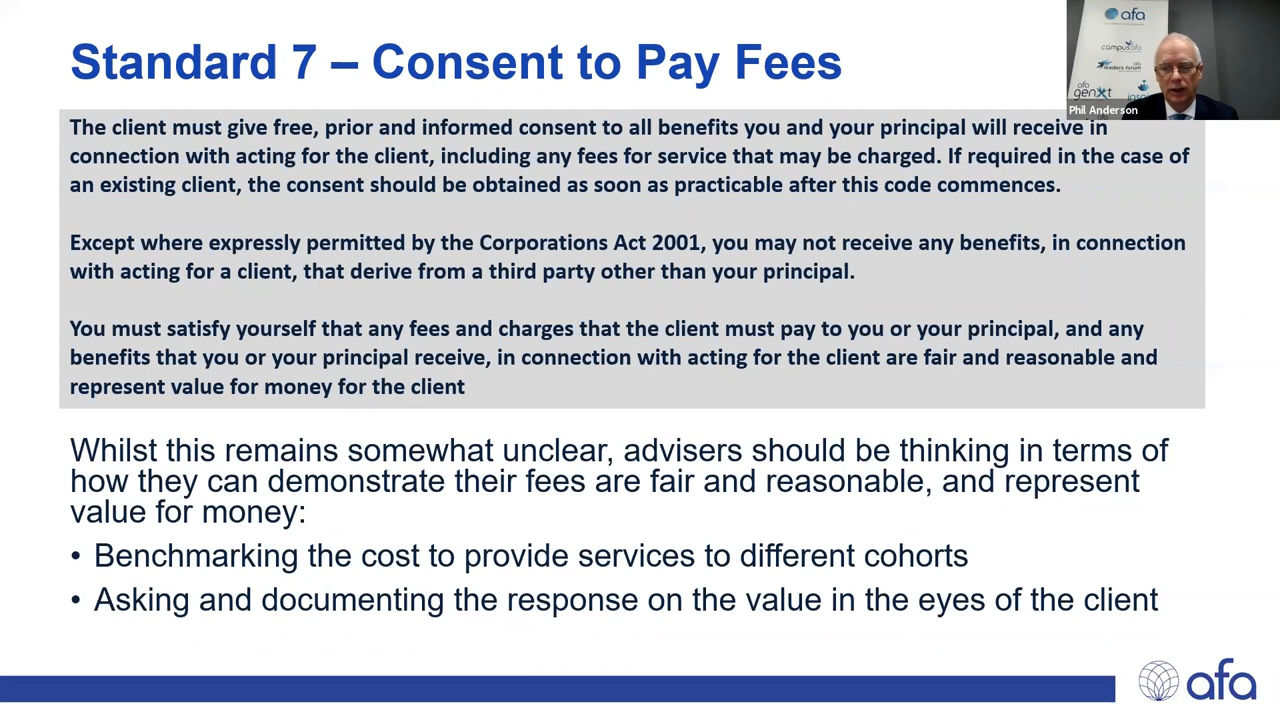 Standard 7 – Consent to Pay Fees
afa
campusafa
afa
leaders forum
afa
genxt
Phil Anderson
The client must give free, prior and informed consent to all benefits you and your principal will receive in
connection with acting for the client, including any fees for service that may be charged. If required in the case of
an existing client, the consent should be obtained as soon as practicable after this code commences.
Except where expressly permitted by the Corporations Act 2001, you may not receive any benefits, in connection
with acting for a client, that derive from a third party other than your principal.
You must satisfy yourself that any fees and charges that the client must pay to you or your principal, and any
benefits that you or your principal receive, in connection with acting for the client are fair and reasonable and
represent value for money for the client
Whilst this remains somewhat unclear, advisers should be thinking in terms of
how they can demonstrate their fees are fair and reasonable, and represent
value for money:
• Benchmarking the cost to provide services to different cohorts
• Asking and documenting the response on the value in the eyes of the client
afa